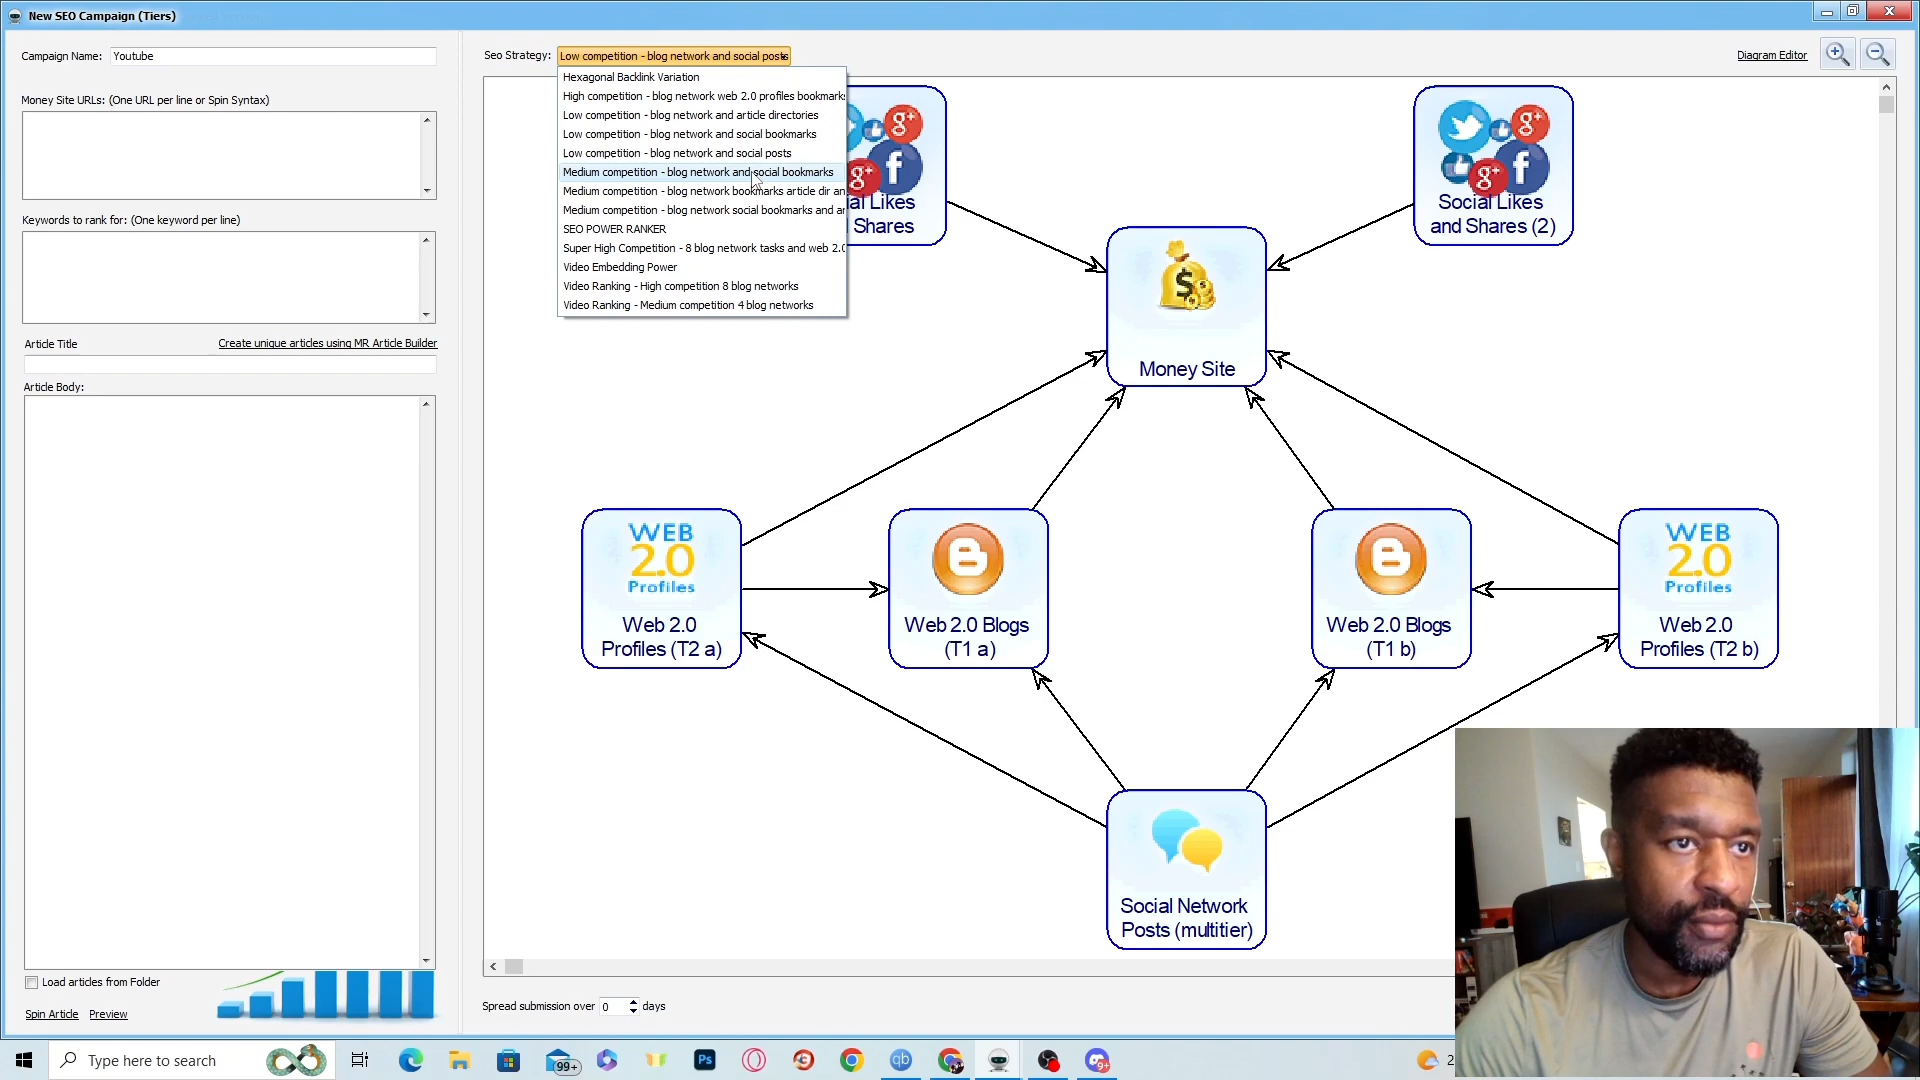 New SEO Campaign (Tiers)
Campaign Name: Youtube
Seo Strategy: Low competition - blog network and social posts
Diagram Editor
Hexagonal Backlink Variation
High competition - blog network web 2.0 profiles bookmark
Low competition - blog network and article directories
Low competition - blog network and social bookmarks
Low competition - blog network and social posts
Medium competition - blog network and social bookmarks
Medium competition - blog network bookmarks article dir an
Medium competition - blog network social bookmarks and ar
SEO POWER RANKER
Super High Competition - 8 blog network tasks and web 2.0
Video Embedding Power
Video Ranking - High competition 8 blog networks
Video Ranking - Medium competition 4 blog networks
Money Site URLs: (One URL per line or Spin Syntax)
Keywords to rank for: (One keyword per line)
Article Title
Create unique articles using MR Article Builder
Article Body:
Load articles from Folder
Spin Article
Preview
al Likes
Shares
Social Likes
and Shares (2)
Money Site
WEB
2.0
Profiles
Web 2.0
Profiles (T2 a)
Web 2.0 Blogs
(T1 a)
Web 2.0 Blogs
(T1 b)
WEB
2.0
Profiles
Web 2.0
Profiles (T2 b)
Social Network
Posts (multitier)
Spread submission over 0 days
Type here to search
99+
Ps
qb
9+
2